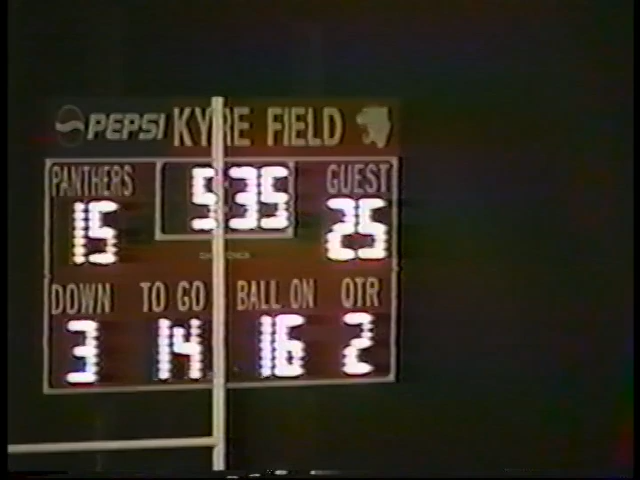 PEPSI KYRE FIELD
PANTHERS 5:35 GUEST
15 25
DOWN TO GO BALL ON QTR
3 14 16 2